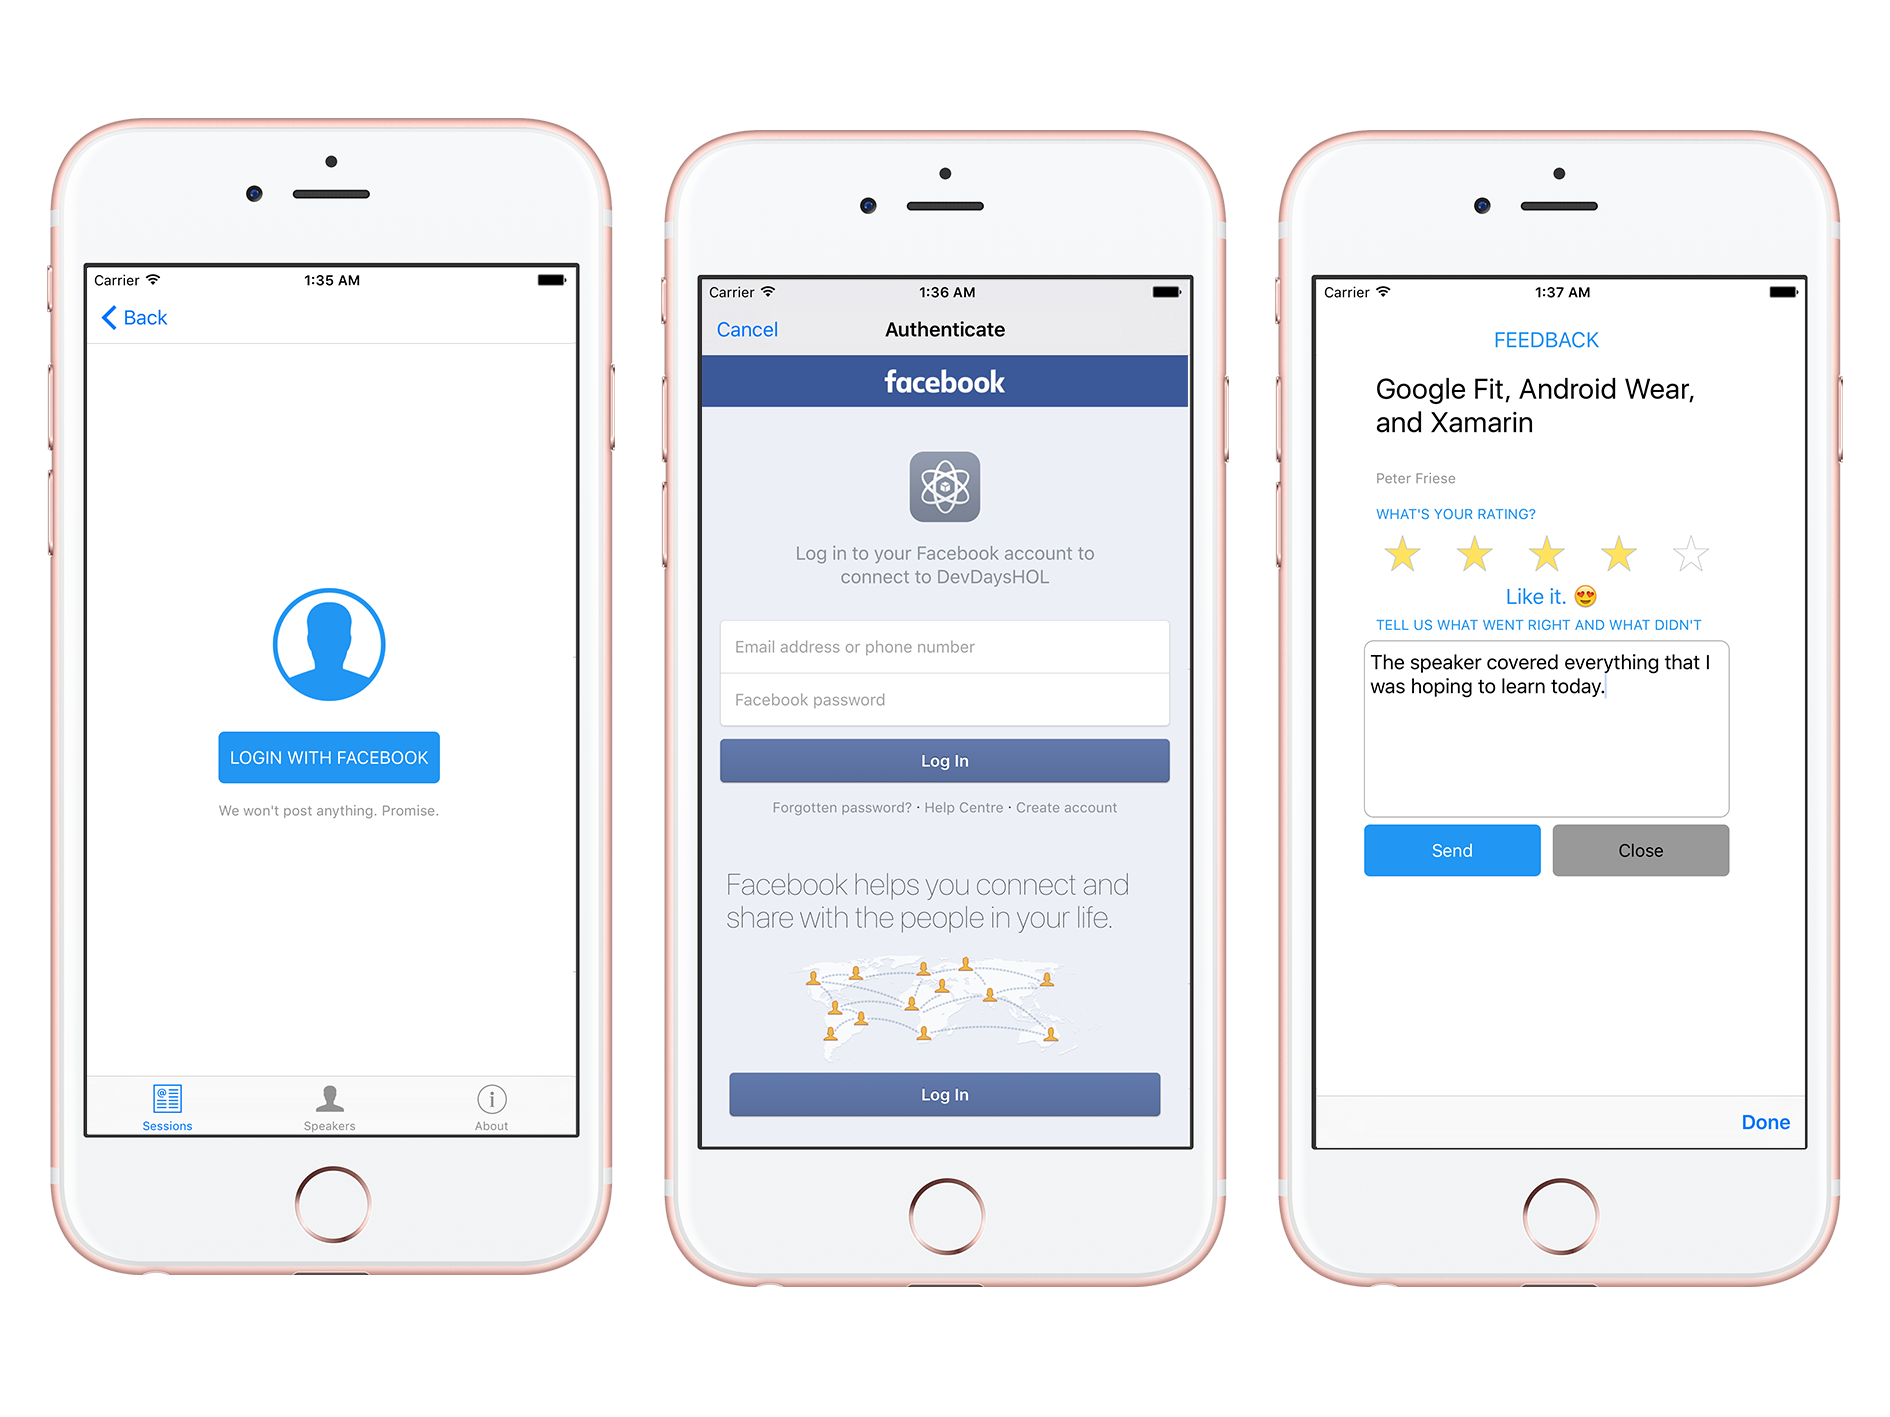 Carrier
1:35 AM
Back
LOGIN WITH FACEBOOK
We won't post anything. Promise.
Sessions
Speakers
About
Carrier
1:36 AM
Cancel
Authenticate
facebook
Log in to your Facebook account to
connect to DevDaysHOL
Email address or phone number
Facebook password
Log In
Forgotten password? · Help Centre · Create account
Facebook helps you connect and
share with the people in your life.
Log In
Carrier
1:37 AM
FEEDBACK
Google Fit, Android Wear,
and Xamarin
Peter Friese
WHAT'S YOUR RATING?
Like it. 😍
TELL US WHAT WENT RIGHT AND WHAT DIDN'T
The speaker covered everything that I
was hoping to learn today.
Send
Close
Done